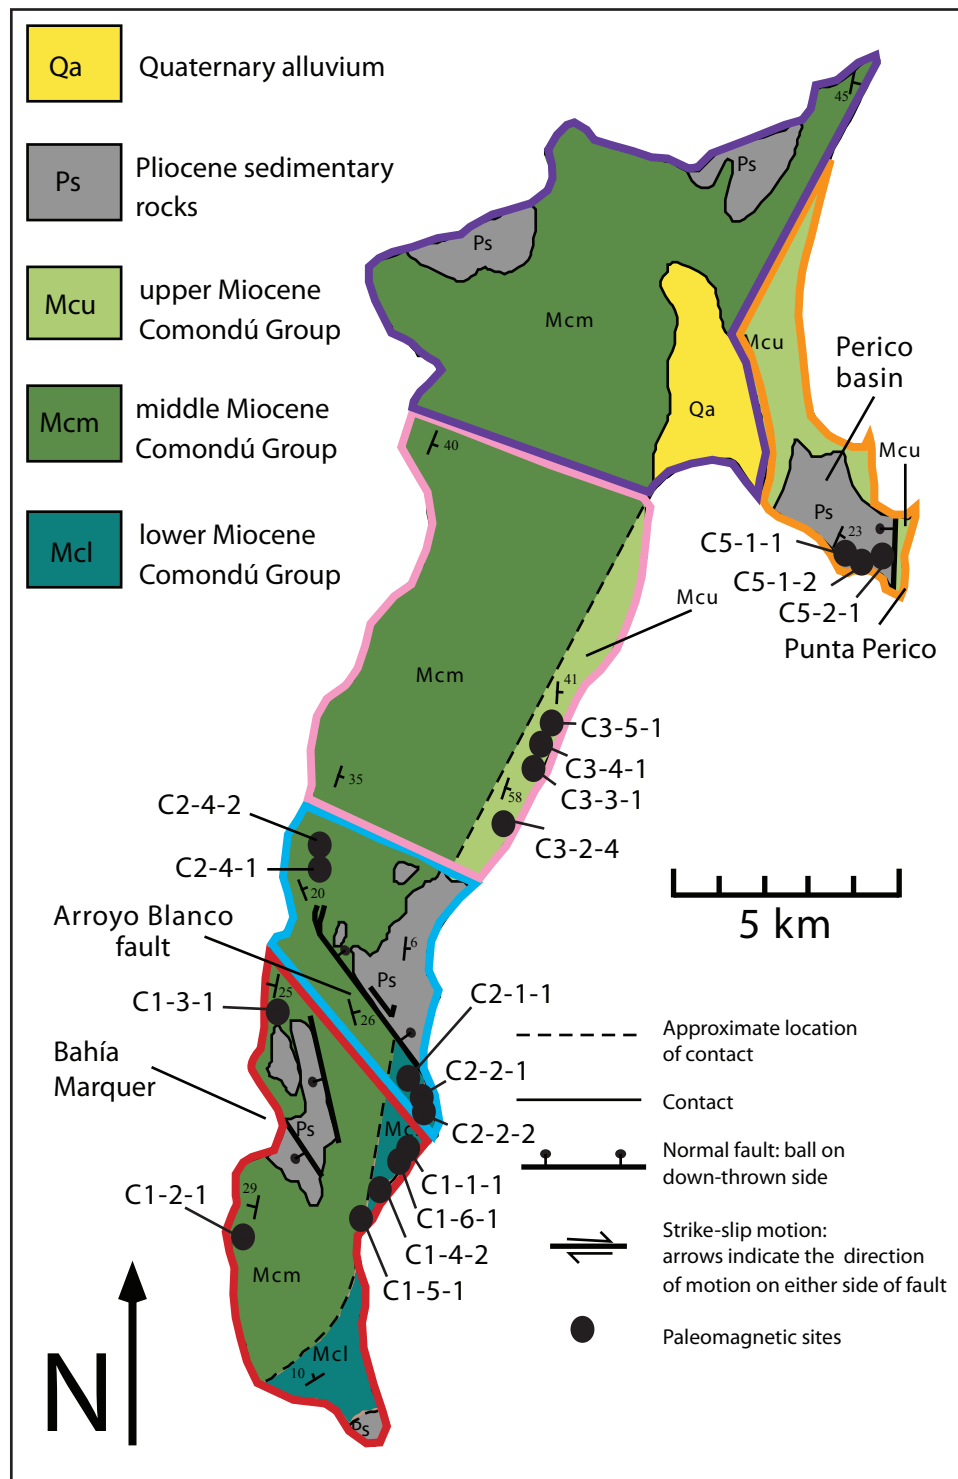 Qa
Quaternary alluvium
Ps
Pliocene sedimentary
rocks
Mcu
upper Miocene
Comondú Group
Mcm
middle Miocene
Comondú Group
Mcl
lower Miocene
Comondú Group
45
Ps
Ps
Mcm
Mcu
Perico
basin
Qa
40
Mcu
Ps
23
C5-1-1
C5-1-2
C5-2-1
Punta Perico
Mcu
Mcm
41
C3-5-1
C3-4-1
C3-3-1
35
58
C3-2-4
C2-4-2
C2-4-1
20
Arroyo Blanco
fault
6
5 km
Ps
C2-1-1
25
C1-3-1
26
Bahía
Marquer
C2-2-1
C2-2-2
Ps
Mcl
C1-1-1
29
C1-2-1
C1-6-1
C1-4-2
C1-5-1
Mcm
Mcl
10
Ps
N
Approximate location
of contact
Contact
Normal fault: ball on
down-thrown side
Strike-slip motion:
arrows indicate the direction
of motion on either side of fault
Paleomagnetic sites